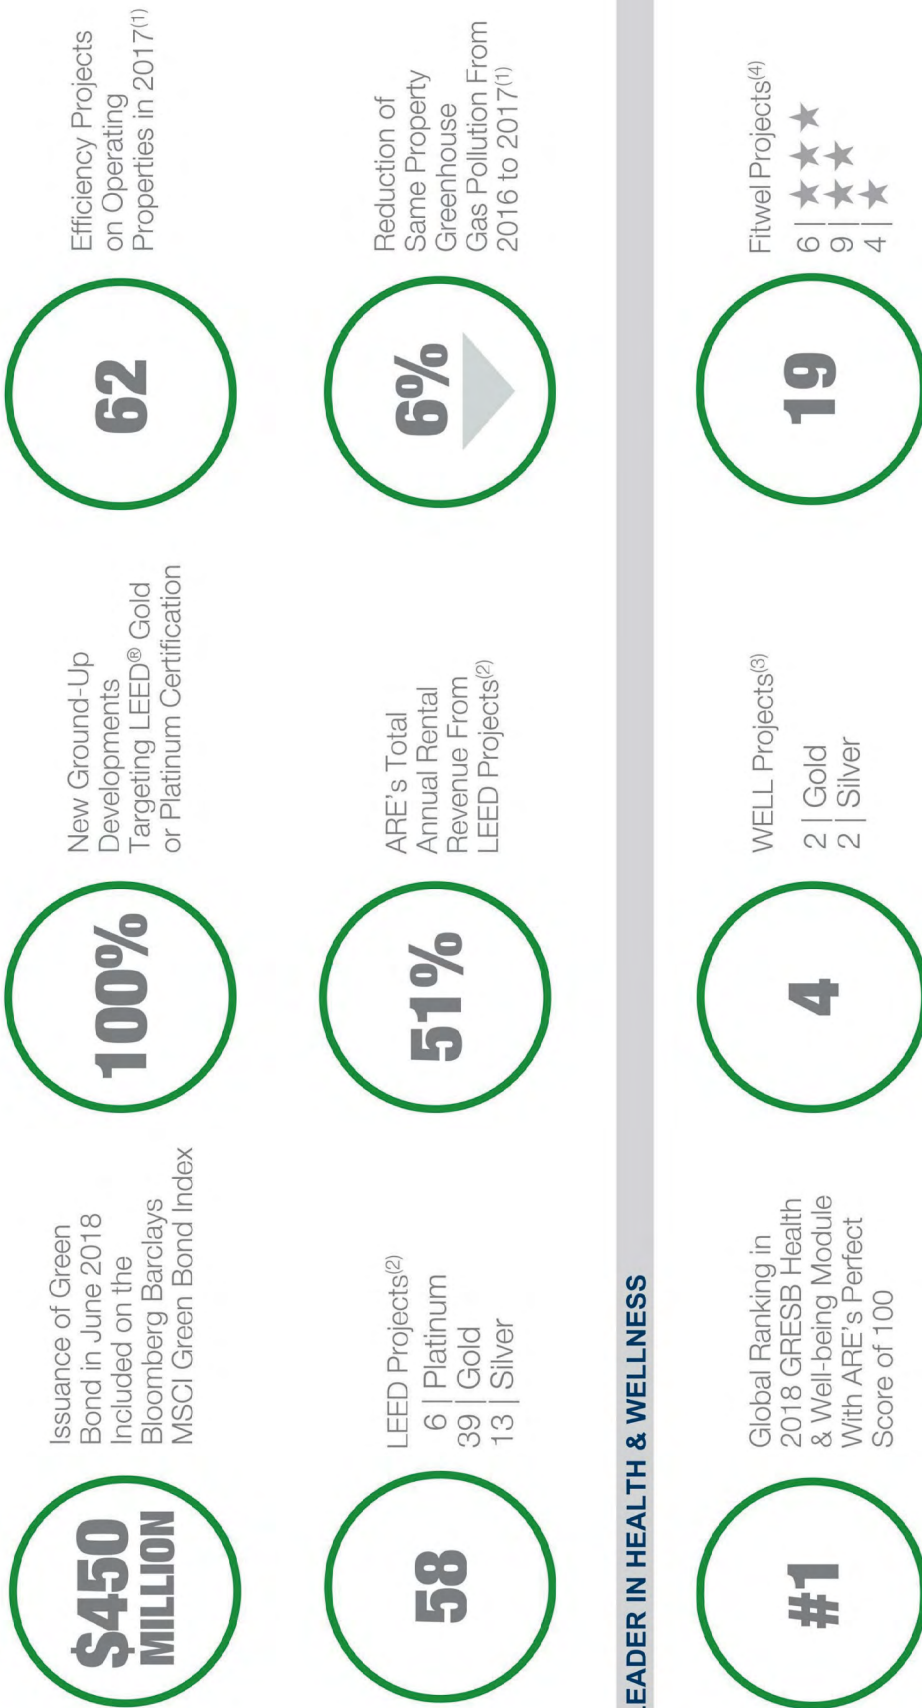 $450
MILLION
Issuance of Green
Bond in June 2018
Included on the
Bloomberg Barclays
MSCI Green Bond Index
100%
New Ground-Up
Developments
Targeting LEED® Gold
or Platinum Certification
62
Efficiency Projects
on Operating
Properties in 2017(1)
58
LEED Projects(2)
6 | Platinum
39 | Gold
13 | Silver
51%
ARE's Total
Annual Rental
Revenue From
LEED Projects(2)
6%
Reduction of
Same Property
Greenhouse
Gas Pollution From
2016 to 2017(1)
EADER IN HEALTH & WELLNESS
#1
Global Ranking in
2018 GRESB Health
& Well-being Module
With ARE's Perfect
Score of 100
4
WELL Projects(3)
2 | Gold
2 | Silver
19
Fitwel Projects(4)
6 | ★ ★ ★
9 | ★ ★
4 | ★